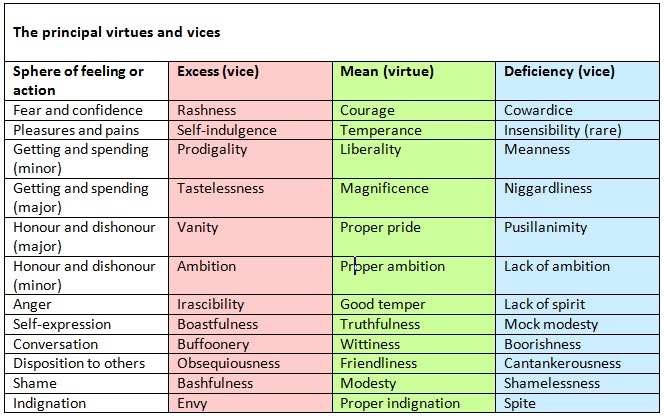 The principal virtues and vices
Sphere of feeling or action Excess (vice) Mean (virtue) Deficiency (vice)
Fear and confidence Rashness Courage Cowardice
Pleasures and pains Self-indulgence Temperance Insensibility (rare)
Getting and spending (minor) Prodigality Liberality Meanness
Getting and spending (major) Tastelessness Magnificence Niggardliness
Honour and dishonour (major) Vanity Proper pride Pusillanimity
Honour and dishonour (minor) Ambition Proper ambition Lack of ambition
Anger Irascibility Good temper Lack of spirit
Self-expression Boastfulness Truthfulness Mock modesty
Conversation Buffoonery Wittiness Boorishness
Disposition to others Obsequiousness Friendliness Cantankerousness
Shame Bashfulness Modesty Shamelessness
Indignation Envy Proper indignation Spite